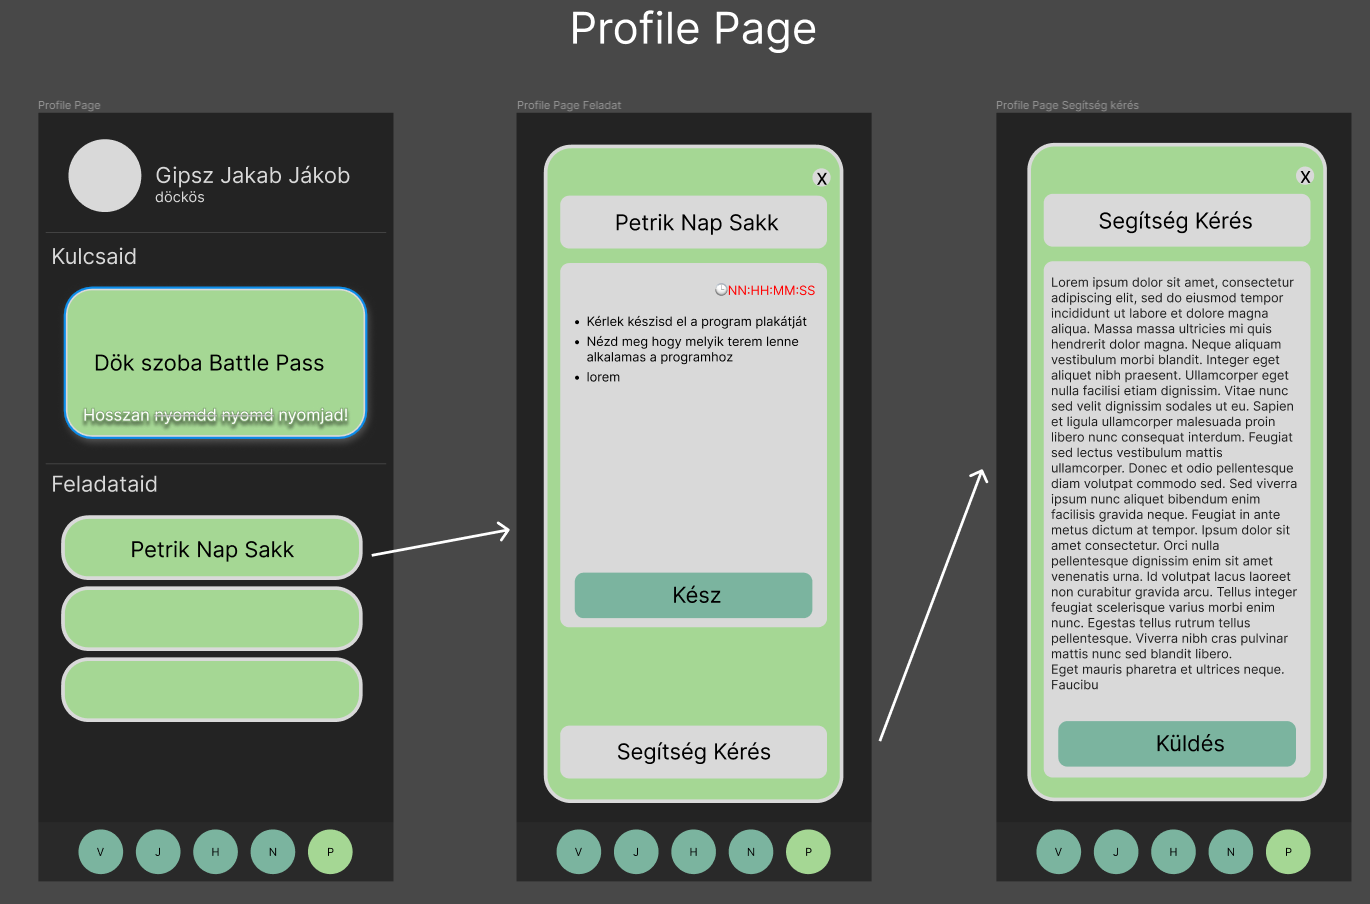 Profile Page
Profile Page
Gipsz Jakab Jákob
döckös
Kulcsaid
Dök szoba Battle Pass
Hosszan nyomdd nyomd nyomjad!
Feladataid
Petrik Nap Sakk
V J H N P
Profile Page Feladat
X
Petrik Nap Sakk
NN:HH:MM:SS
• Kérlek készisd el a program plakátját
• Nézd meg hogy melyik terem lenne
alkalamas a programhoz
• lorem
Kész
Segítség Kérés
V J H N P
Profile Page Segítség kérés
X
Segítség Kérés
Lorem ipsum dolor sit amet, consectetur
adipiscing elit, sed do eiusmod tempor
incididunt ut labore et dolore magna
aliqua. Massa massa ultricies mi quis
hendrerit dolor magna. Neque aliquam
vestibulum morbi blandit. Integer eget
aliquet nibh praesent. Ullamcorper eget
nulla facilisi etiam dignissim. Vitae nunc
sed velit dignissim sodales ut eu. Sapien
et ligula ullamcorper malesuada proin
libero nunc consequat interdum. Feugiat
sed lectus vestibulum mattis
ullamcorper. Donec et odio pellentesque
diam volutpat commodo sed. Sed viverra
ipsum nunc aliquet bibendum enim
facilisis gravida neque. Feugiat in ante
metus dictum at tempor. Ipsum dolor sit
amet consectetur. Orci nulla
pellentesque dignissim enim sit amet
venenatis urna. Id volutpat lacus laoreet
non curabitur gravida arcu. Tellus integer
feugiat scelerisque varius morbi enim
nunc. Egestas tellus rutrum tellus
pellentesque. Viverra nibh cras pulvinar
mattis nunc sed blandit libero.
Eget mauris pharetra et ultrices neque.
Faucibu
Küldés
V J H N P